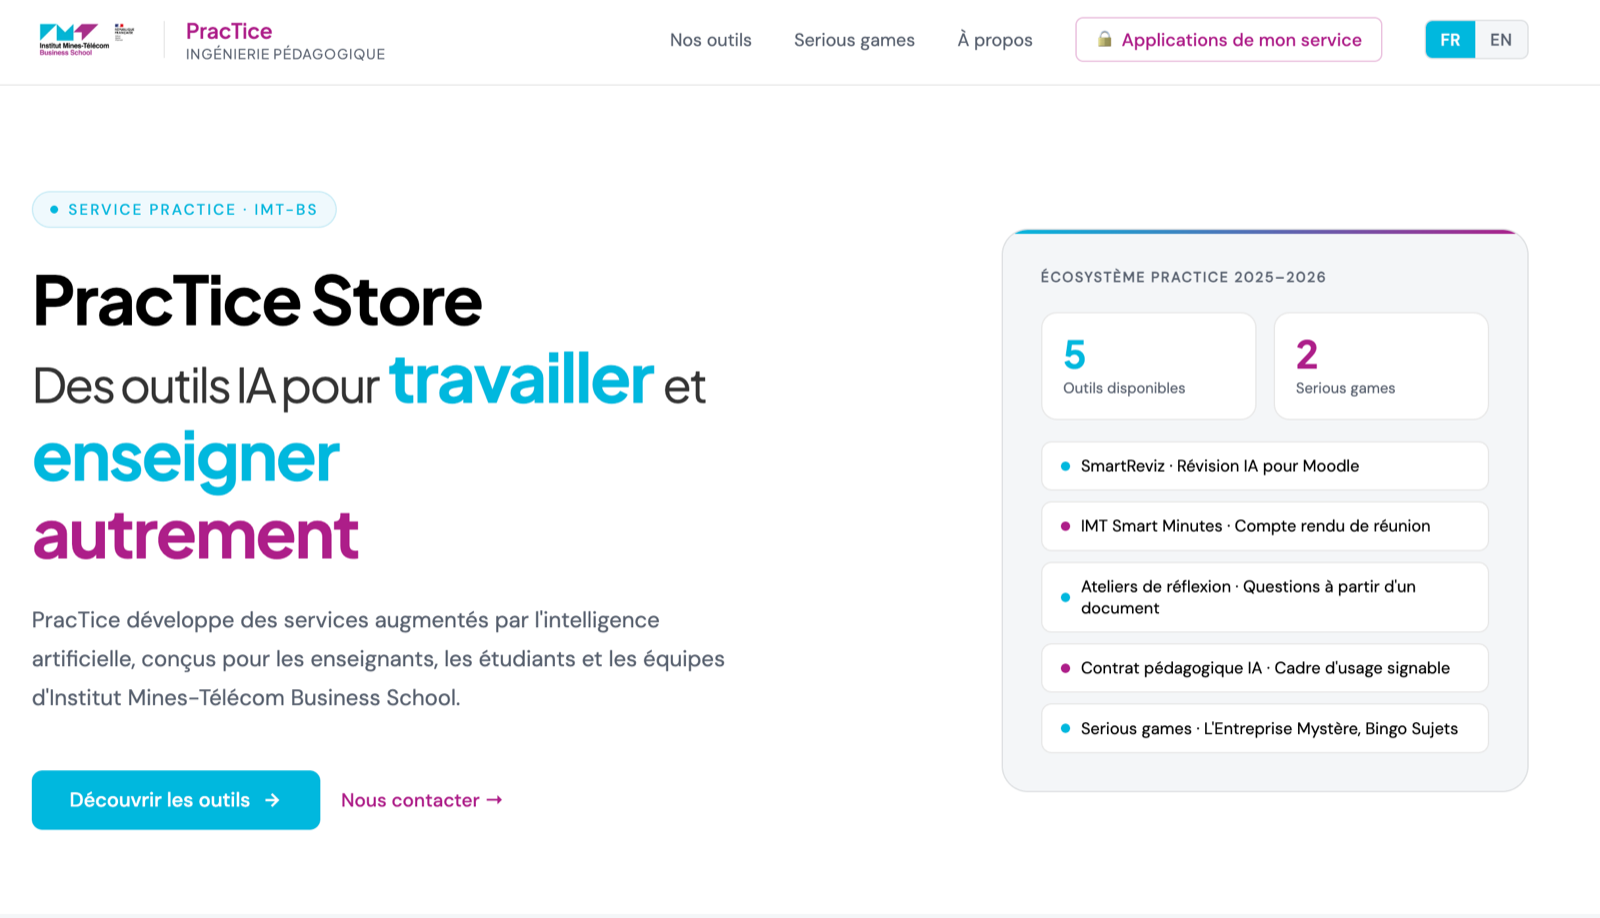 Institut Mines-Télécom
Business School
PracTice
INGÉNIERIE PÉDAGOGIQUE
Nos outils
Serious games
À propos
Applications de mon service
FR
EN
SERVICE PRACTICE · IMT-BS
PracTice Store
Des outils IA pour travailler et
enseigner
autrement
PracTice développe des services augmentés par l'intelligence
artificielle, conçus pour les enseignants, les étudiants et les équipes
d'Institut Mines-Télécom Business School.
Découvrir les outils →
Nous contacter →
ÉCOSYSTÈME PRACTICE 2025–2026
5
Outils disponibles
2
Serious games
SmartReviz · Révision IA pour Moodle
IMT Smart Minutes · Compte rendu de réunion
Ateliers de réflexion · Questions à partir d'un
document
Contrat pédagogique IA · Cadre d'usage signable
Serious games · L'Entreprise Mystère, Bingo Sujets